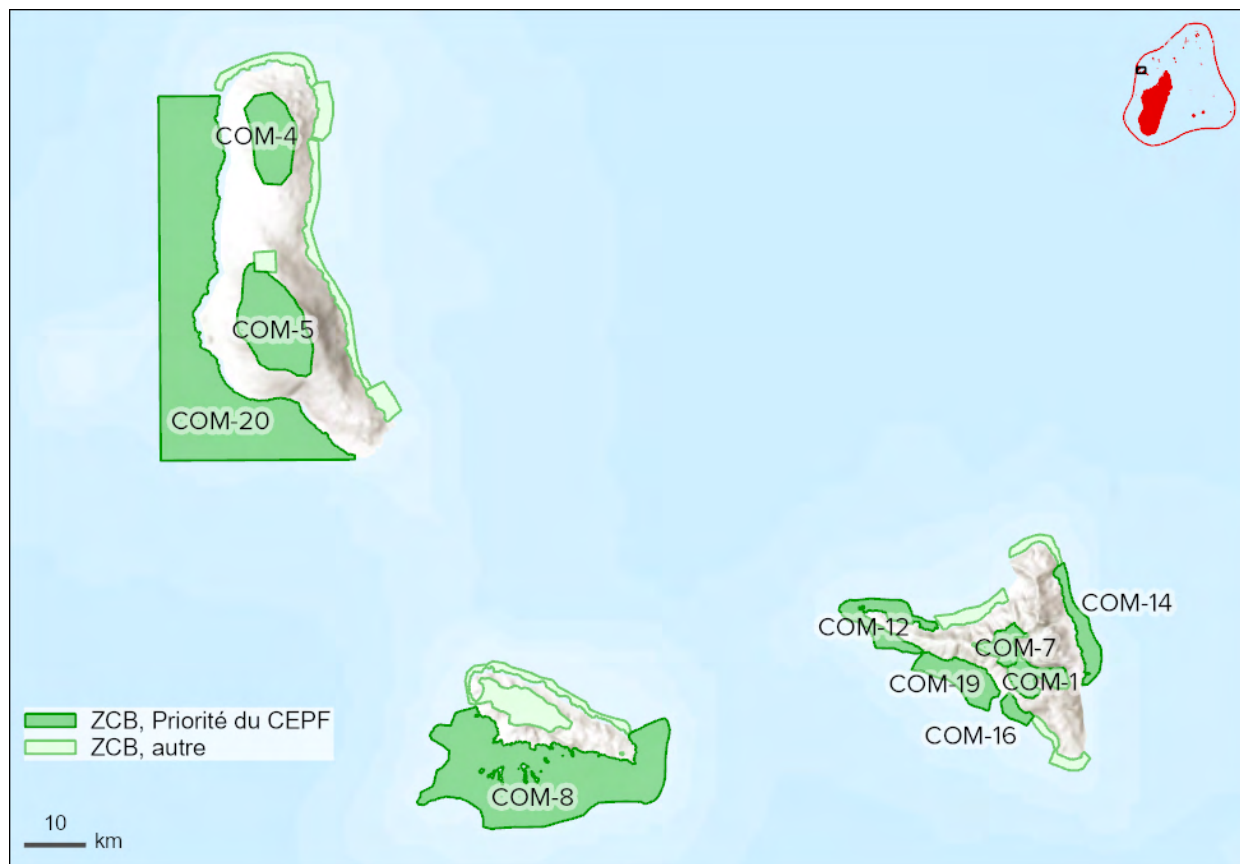 COM-4
COM-5
COM-20
COM-14
COM-12
COM-7
COM-19
COM-1
COM-16
COM-8
ZCB, Priorité du CEPF
ZCB, autre
10
km